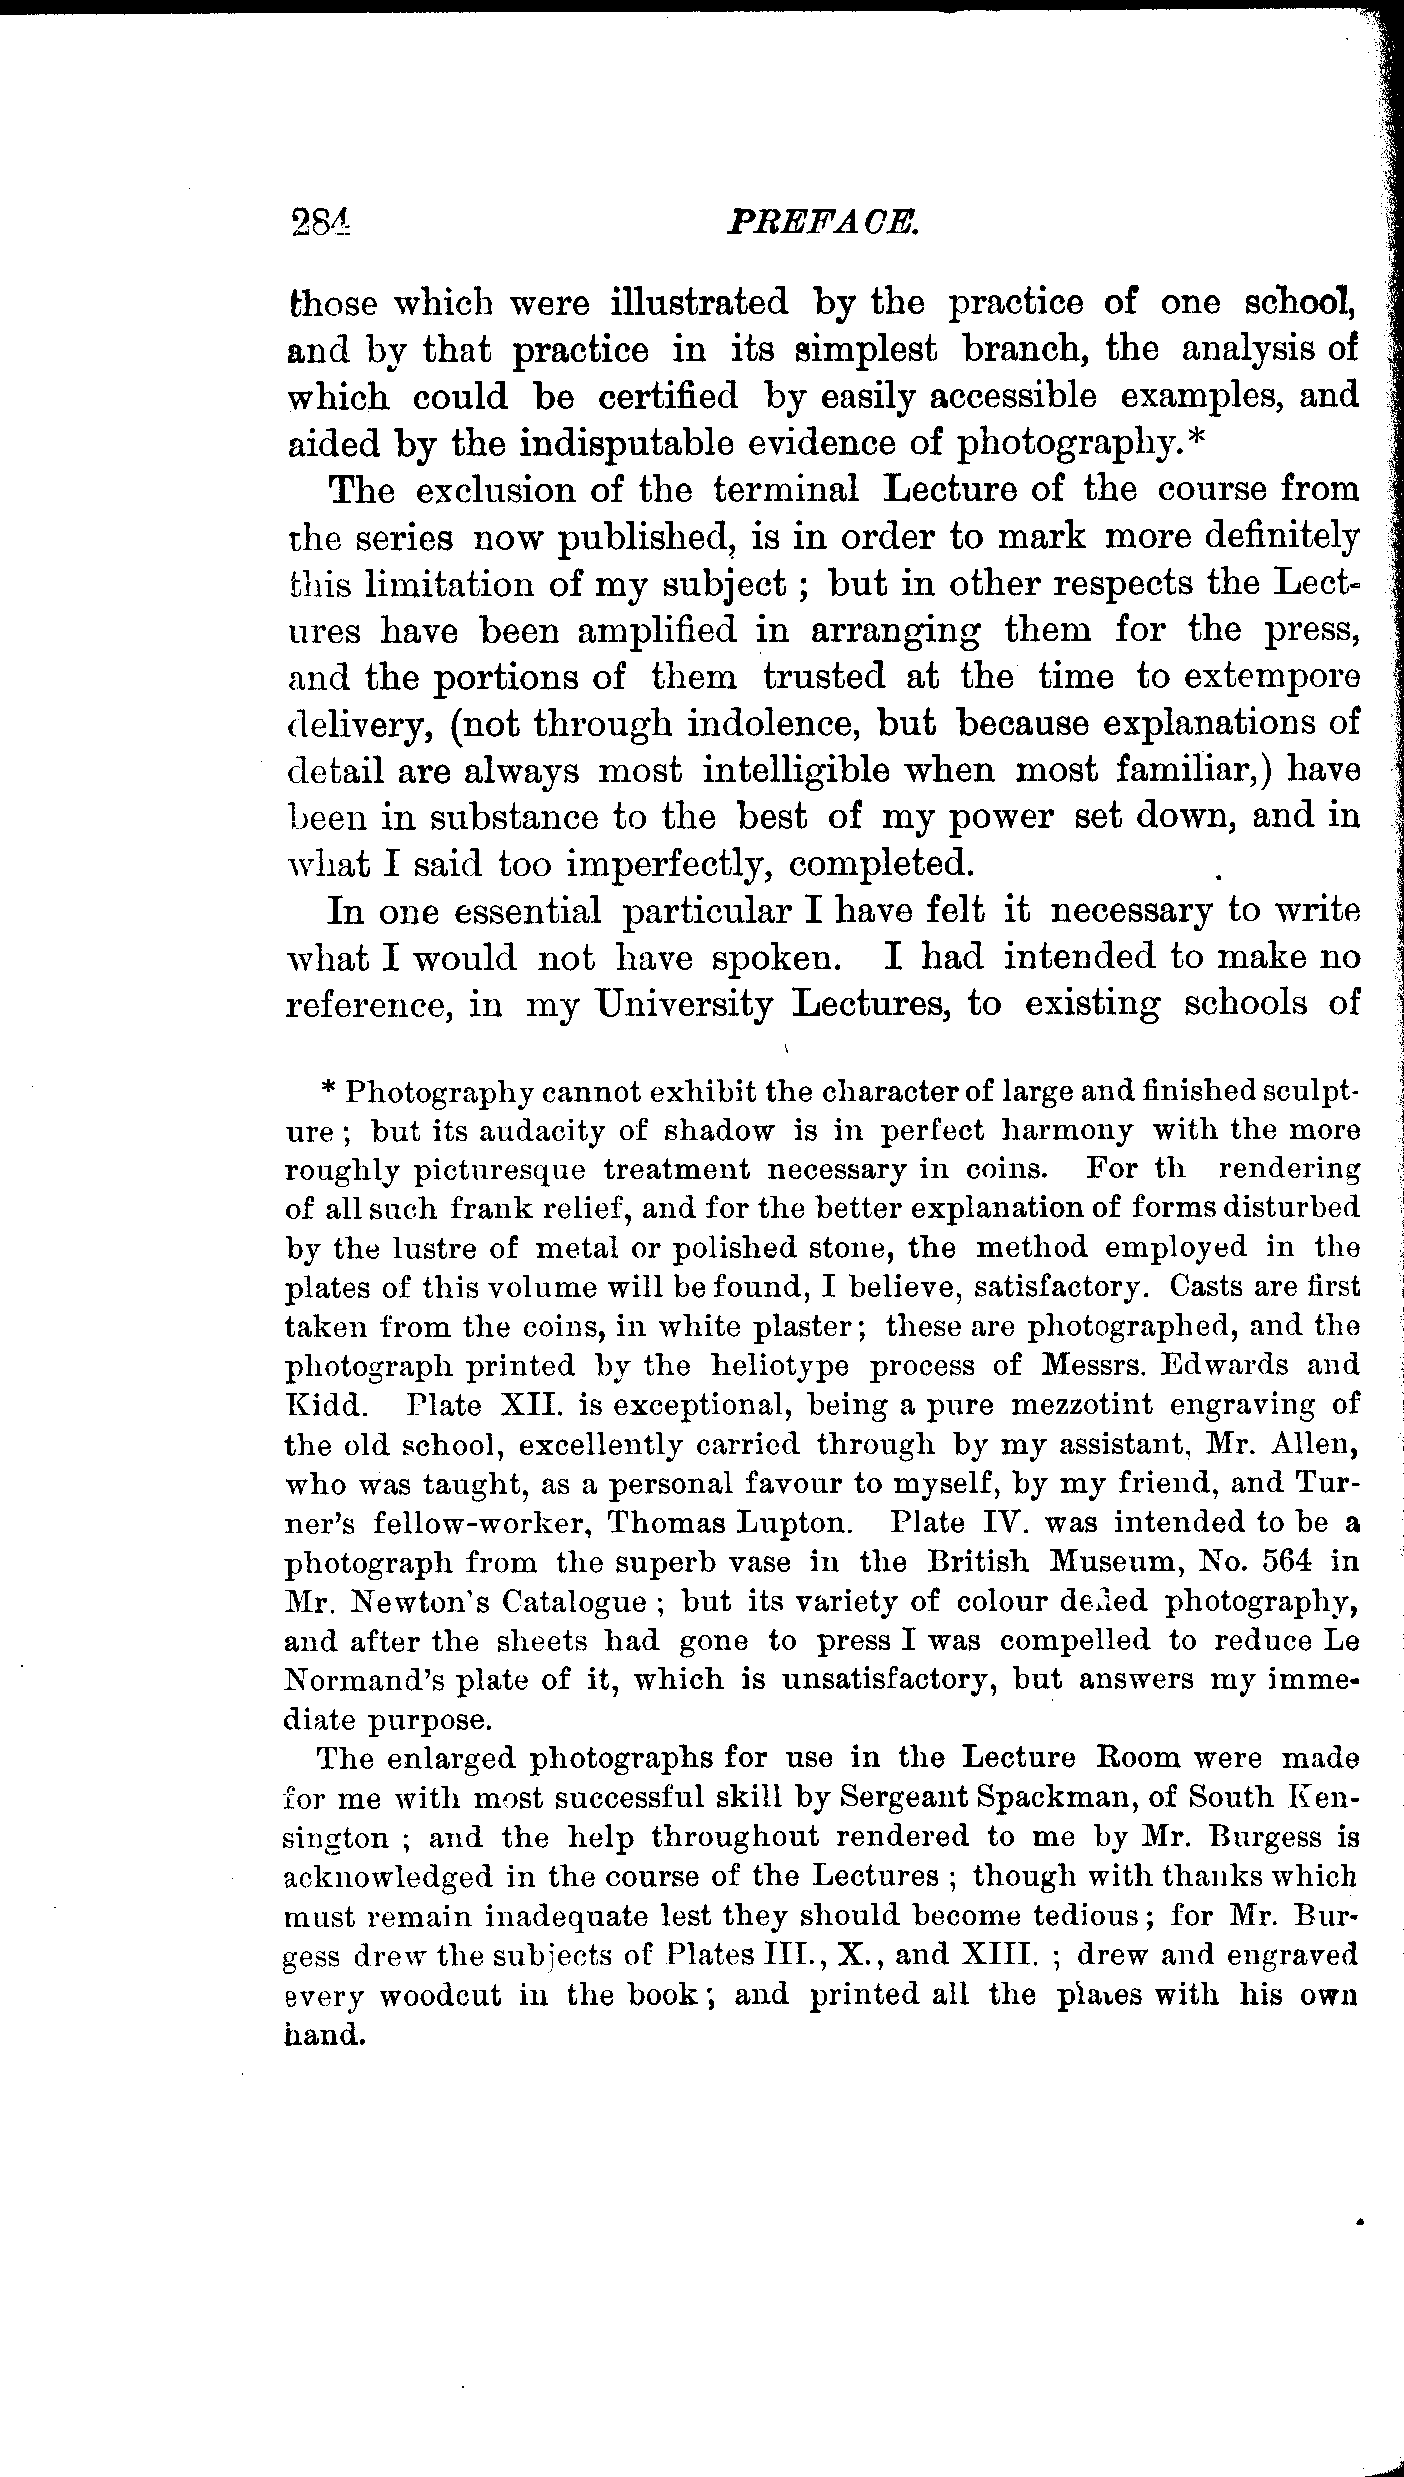 284 PREFACE.
those which were illustrated by the practice of one school,
and by that practice in its simplest branch, the analysis of
which could be certified by easily accessible examples, and
aided by the indisputable evidence of photography.*
The exclusion of the terminal Lecture of the course from
the series now published, is in order to mark more definitely
this limitation of my subject ; but in other respects the Lect-
ures have been amplified in arranging them for the press,
and the portions of them trusted at the time to extempore
delivery, (not through indolence, but because explanations of
detail are always most intelligible when most familiar,) have
been in substance to the best of my power set down, and in
what I said too imperfectly, completed.
In one essential particular I have felt it necessary to write
what I would not have spoken. I had intended to make no
reference, in my University Lectures, to existing schools of
* Photography cannot exhibit the character of large and finished sculpt-
ure ; but its audacity of shadow is in perfect harmony with the more
roughly picturesque treatment necessary in coins. For th rendering
of all such frank relief, and for the better explanation of forms disturbed
by the lustre of metal or polished stone, the method employed in the
plates of this volume will be found, I believe, satisfactory. Casts are first
taken from the coins, in white plaster; these are photographed, and the
photograph printed by the heliotype process of Messrs. Edwards and
Kidd. Plate XII. is exceptional, being a pure mezzotint engraving of
the old school, excellently carried through by my assistant, Mr. Allen,
who was taught, as a personal favour to myself, by my friend, and Tur-
ner's fellow-worker, Thomas Lupton. Plate IV. was intended to be a
photograph from the superb vase in the British Museum, No. 564 in
Mr. Newton's Catalogue ; but its variety of colour defied photography,
and after the sheets had gone to press I was compelled to reduce Le
Normand's plate of it, which is unsatisfactory, but answers my imme-
diate purpose.
The enlarged photographs for use in the Lecture Room were made
for me with most successful skill by Sergeant Spackman, of South Ken-
sington ; and the help throughout rendered to me by Mr. Burgess is
acknowledged in the course of the Lectures ; though with thanks which
must remain inadequate lest they should become tedious; for Mr. Bur-
gess drew the subjects of Plates III., X., and XIII. ; drew and engraved
every woodcut in the book; and printed all the plates with his own
hand.